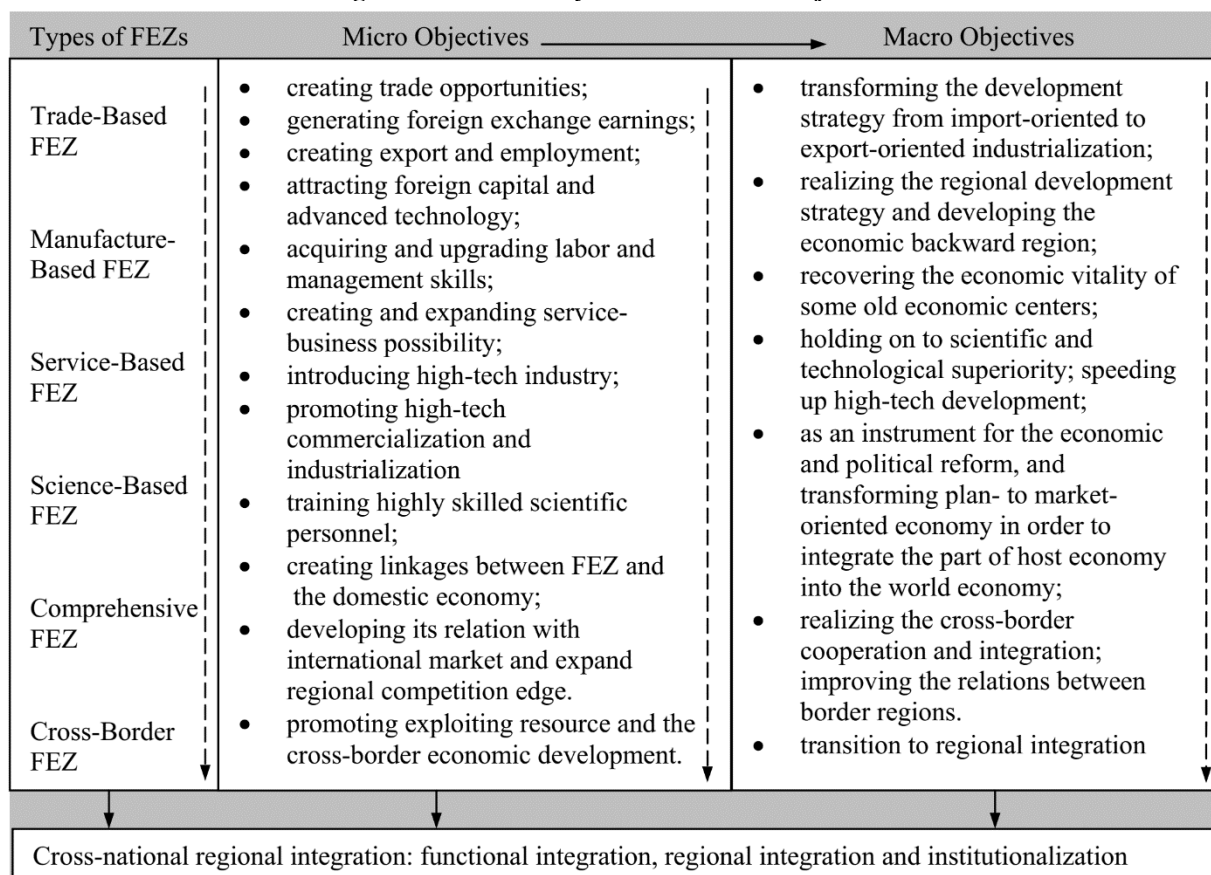 Types of FEZs
Micro Objectives
Macro Objectives
Trade-Based
FEZ
Manufacture-
Based FEZ
Service-Based
FEZ
Science-Based
FEZ
Comprehensive
FEZ
Cross-Border
FEZ
• creating trade opportunities;
• generating foreign exchange earnings;
• creating export and employment;
• attracting foreign capital and
advanced technology;
• acquiring and upgrading labor and
management skills;
• creating and expanding service-
business possibility;
• introducing high-tech industry;
• promoting high-tech
commercialization and
industrialization
• training highly skilled scientific
personnel;
• creating linkages between FEZ and
the domestic economy;
• developing its relation with
international market and expand
regional competition edge.
• promoting exploiting resource and the
cross-border economic development.
• transforming the development
strategy from import-oriented to
export-oriented industrialization;
• realizing the regional development
strategy and developing the
economic backward region;
• recovering the economic vitality of
some old economic centers;
• holding on to scientific and
technological superiority; speeding
up high-tech development;
• as an instrument for the economic
and political reform, and
transforming plan- to market-
oriented economy in order to
integrate the part of host economy
into the world economy;
• realizing the cross-border
cooperation and integration;
improving the relations between
border regions.
• transition to regional integration
Cross-national regional integration: functional integration, regional integration and institutionalization